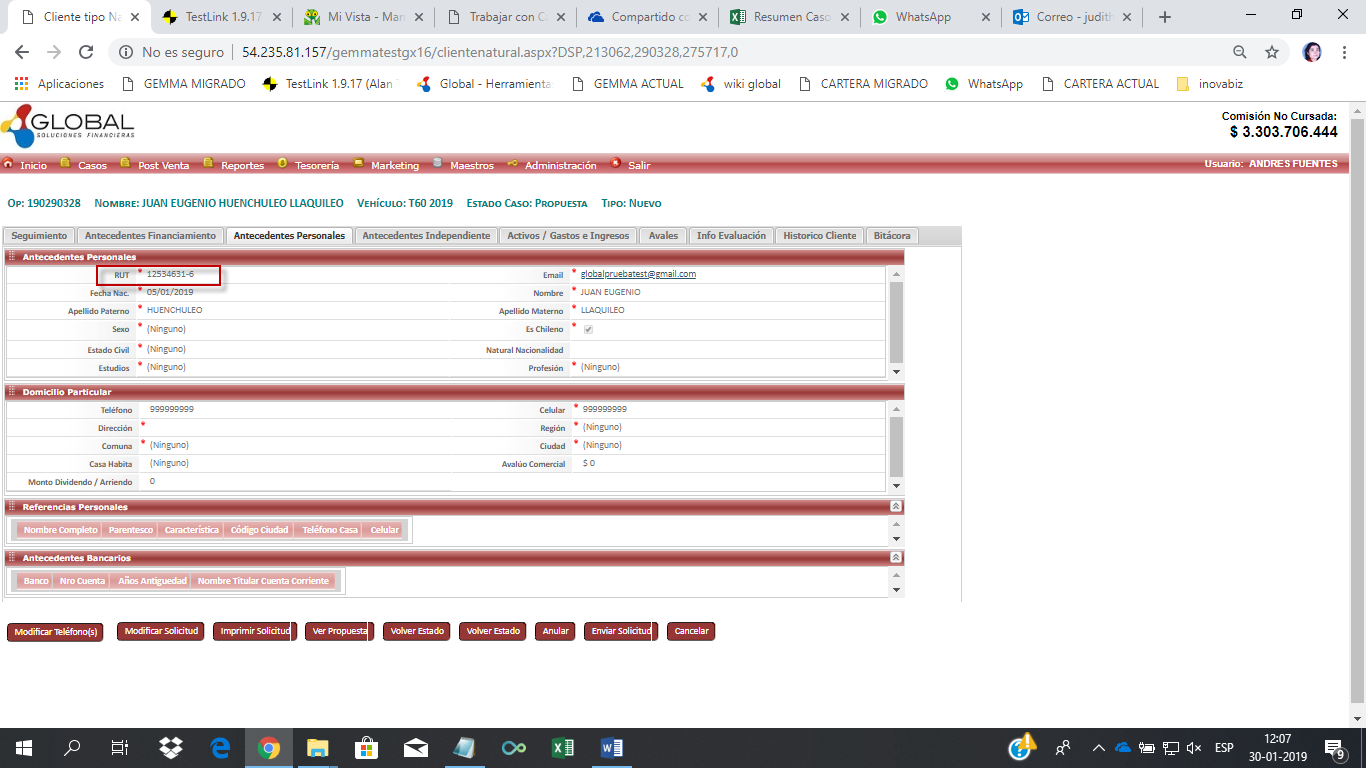 Cliente tipo Na
TestLink 1.9.17
Mi Vista - Man
Trabajar con Ca
Compartido co
Resumen Caso
WhatsApp
Correo - judith
No es seguro
54.235.81.157/gemmatestgx16/clientenatural.aspx?DSP,213062,290328,275717,0
Aplicaciones GEMMA MIGRADO TestLink 1.9.17 (Alan Global - Herramienta: GEMMA ACTUAL wiki global CARTERA MIGRADO WhatsApp CARTERA ACTUAL inovabiz
GLOBAL
SOLUCIONES FINANCIERAS
Comisión No Cursada:
$ 3.303.706.444
Inicio Casos Post Venta Reportes Tesorería Marketing Maestros Administración Salir Usuario: ANDRES FUENTES
Op: 190290328 Nombre: JUAN EUGENIO HUENCHULEO LLAQUILEO Vehículo: T60 2019 Estado Caso: Propuesta Tipo: Nuevo
Seguimiento Antecedentes Financiamiento Antecedentes Personales Antecedentes Independiente Activos / Gastos e Ingresos Avales Info Evaluación Historico Cliente Bitácora
Antecedentes Personales
RUT * 12534631-6 Email * globalpruebatest@gmail.com
Fecha Nac. * 05/01/2019 Nombre * JUAN EUGENIO
Apellido Paterno * HUENCHULEO Apellido Materno * LLAQUILEO
Sexo * (Ninguno) Es Chileno *
Estado Civil * (Ninguno) Natural Nacionalidad
Estudios * (Ninguno) Profesión * (Ninguno)
Domicilio Particular
Teléfono 999999999 Celular * 999999999
Dirección * Región * (Ninguno)
Comuna * (Ninguno) Ciudad * (Ninguno)
Casa Habita (Ninguno) Avalúo Comercial $ 0
Monto Dividendo / Arriendo 0
Referencias Personales
Nombre Completo Parentesco Característica Código Ciudad Teléfono Casa Celular
Antecedentes Bancarios
Banco Nro Cuenta Años Antiguedad Nombre Titular Cuenta Corriente
Modificar Teléfono(s) Modificar Solicitud Imprimir Solicitud Ver Propuesta Volver Estado Volver Estado Anular Enviar Solicitud Cancelar
ESP
12:07
30-01-2019
9